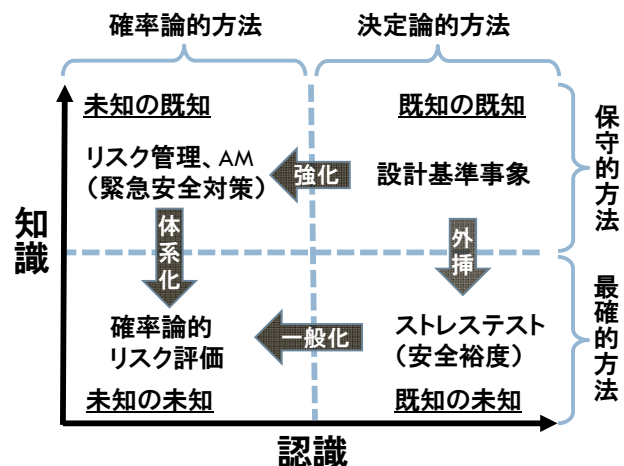 確率論的方法
決定論的方法
未知の既知
既知の既知
リスク管理、AM
(緊急安全対策)
強化
設計基準事象
保守的方法
知識
体系化
外挿
確率論的
リスク評価
一般化
ストレステスト
(安全裕度)
最確的方法
未知の未知
既知の未知
認識